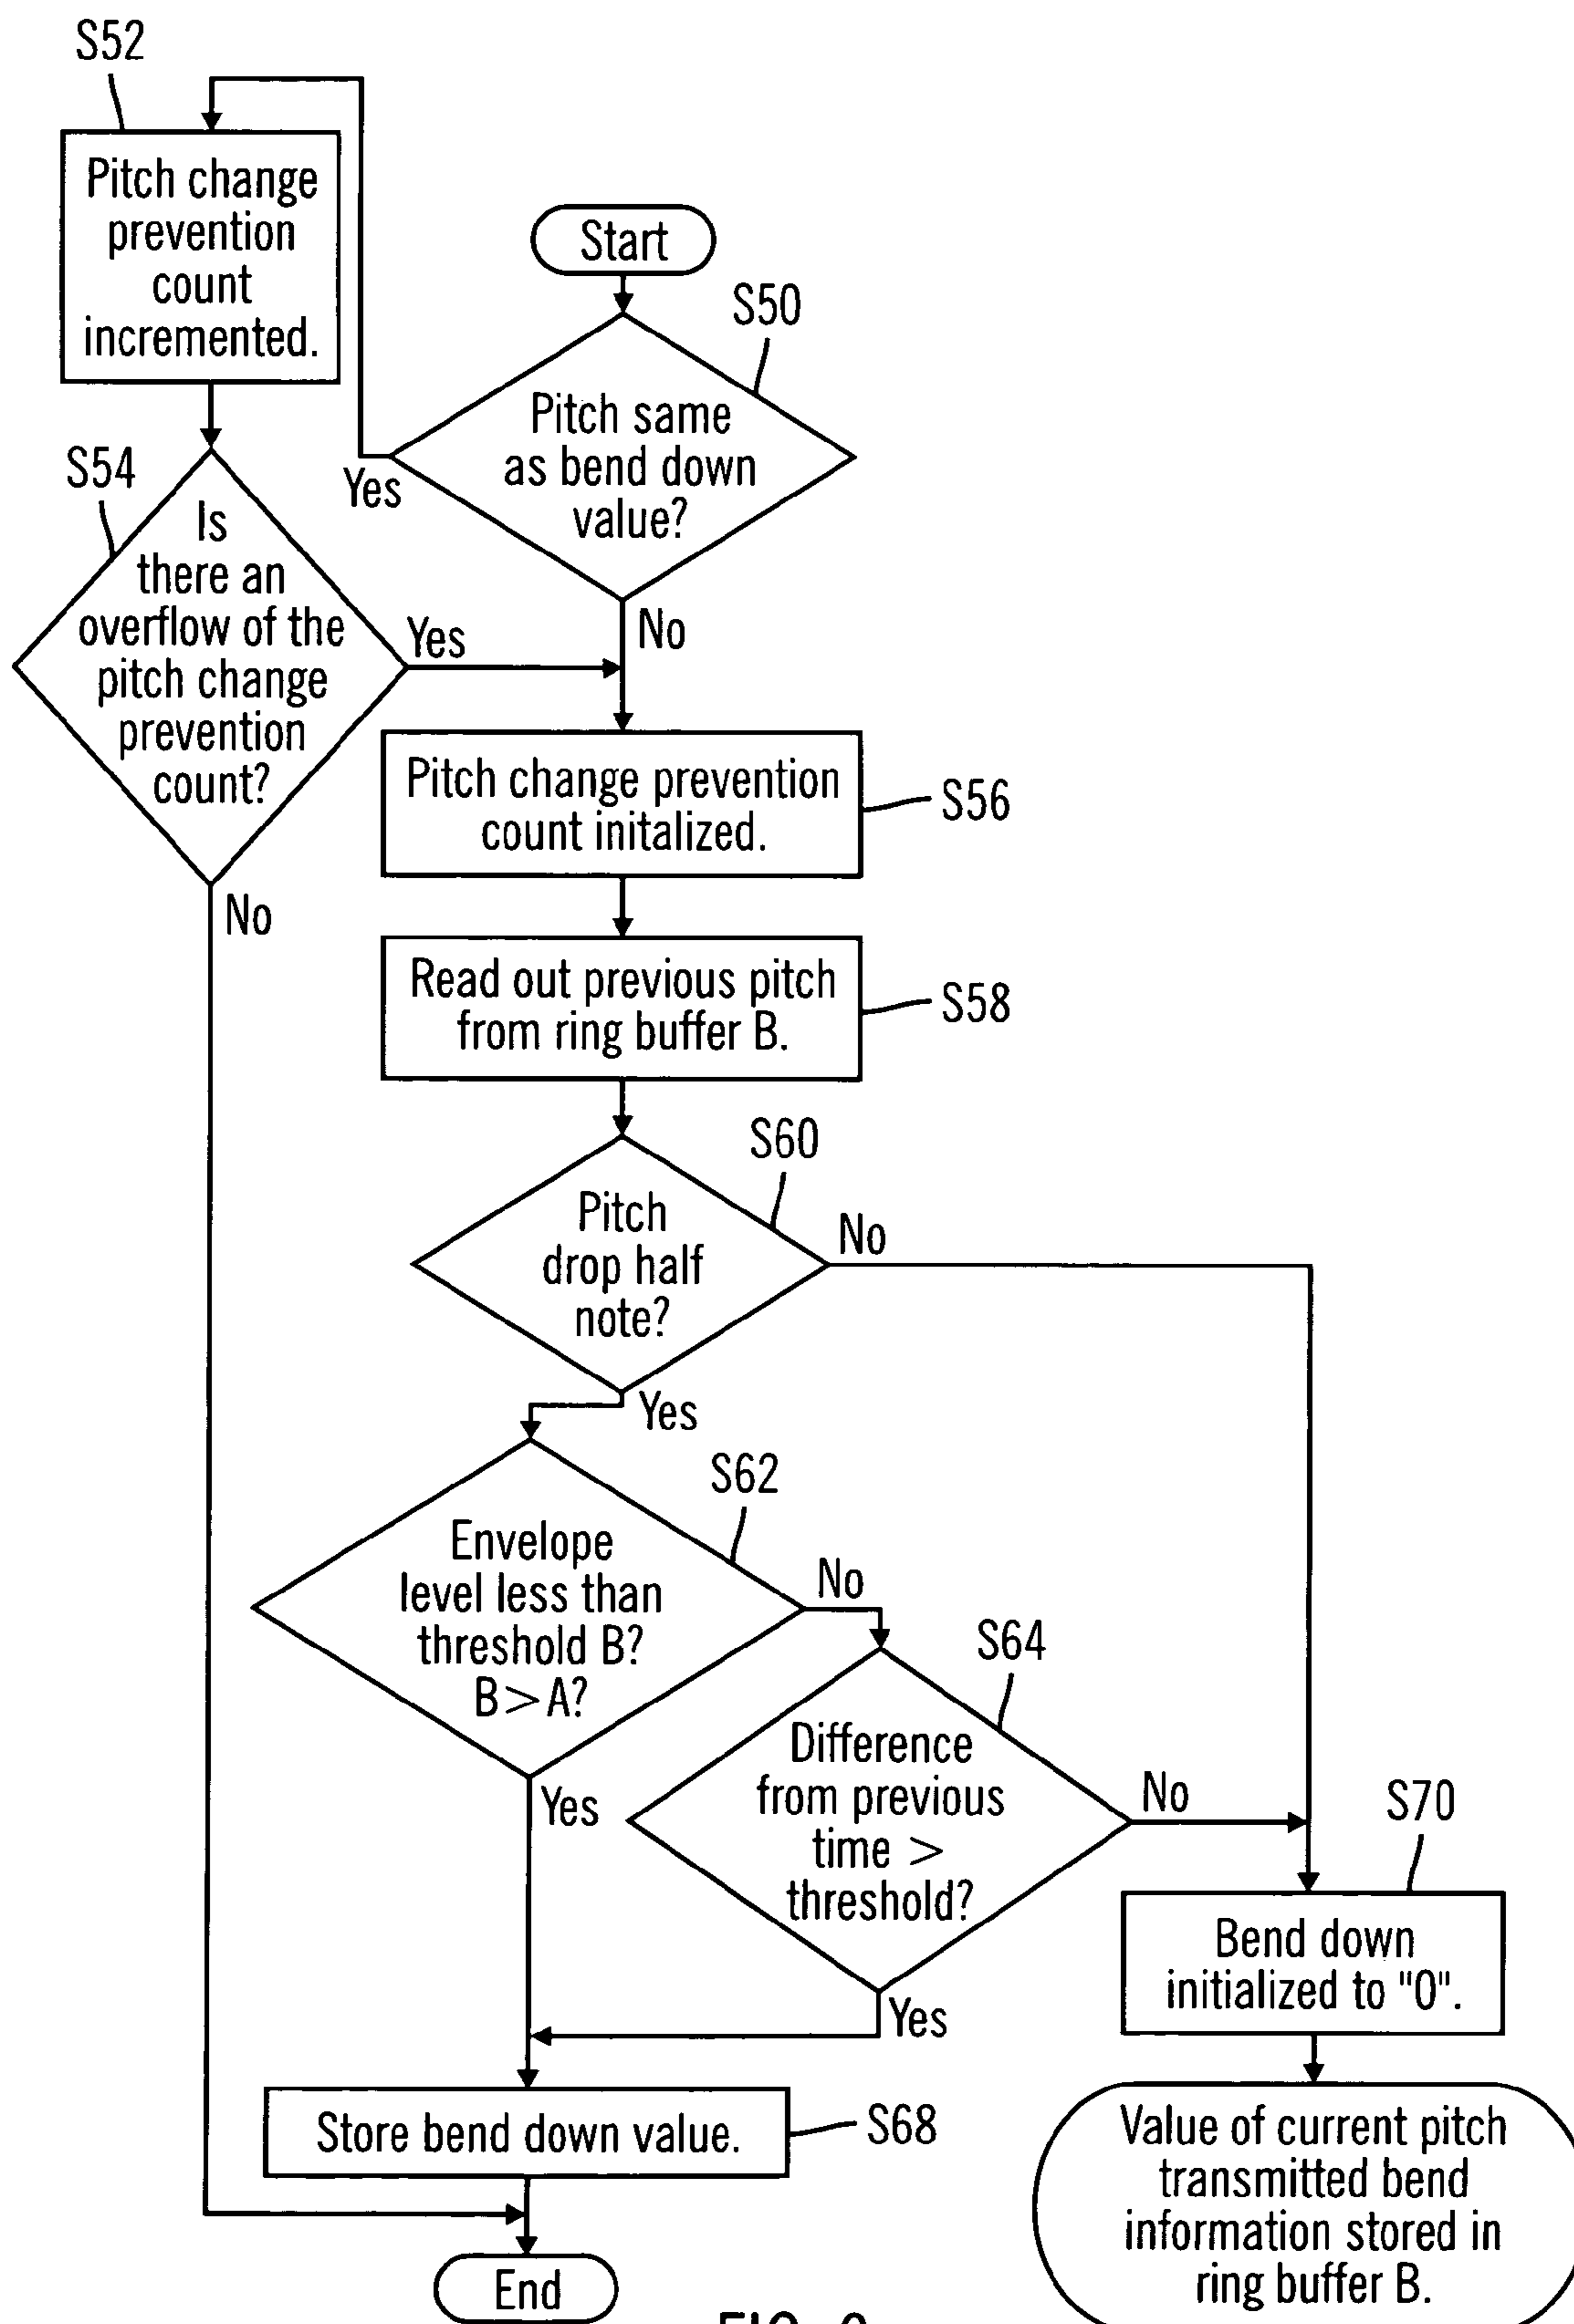 S52
Pitch change
prevention
count
incremented.
Start
S50
Pitch same
as bend down
value?
Yes
No
S54
Is
there an
overflow of the
pitch change
prevention
count?
Yes
No
Pitch change prevention
count initalized.
S56
Read out previous pitch
from ring buffer B.
S58
S60
Pitch
drop half
note?
No
Yes
S62
Envelope
level less than
threshold B?
B > A?
No
Yes
S64
Difference
from previous
time >
threshold?
No
Yes
S70
Bend down
initialized to "0".
Store bend down value.
S68
Value of current pitch
transmitted bend
information stored in
ring buffer B.
End